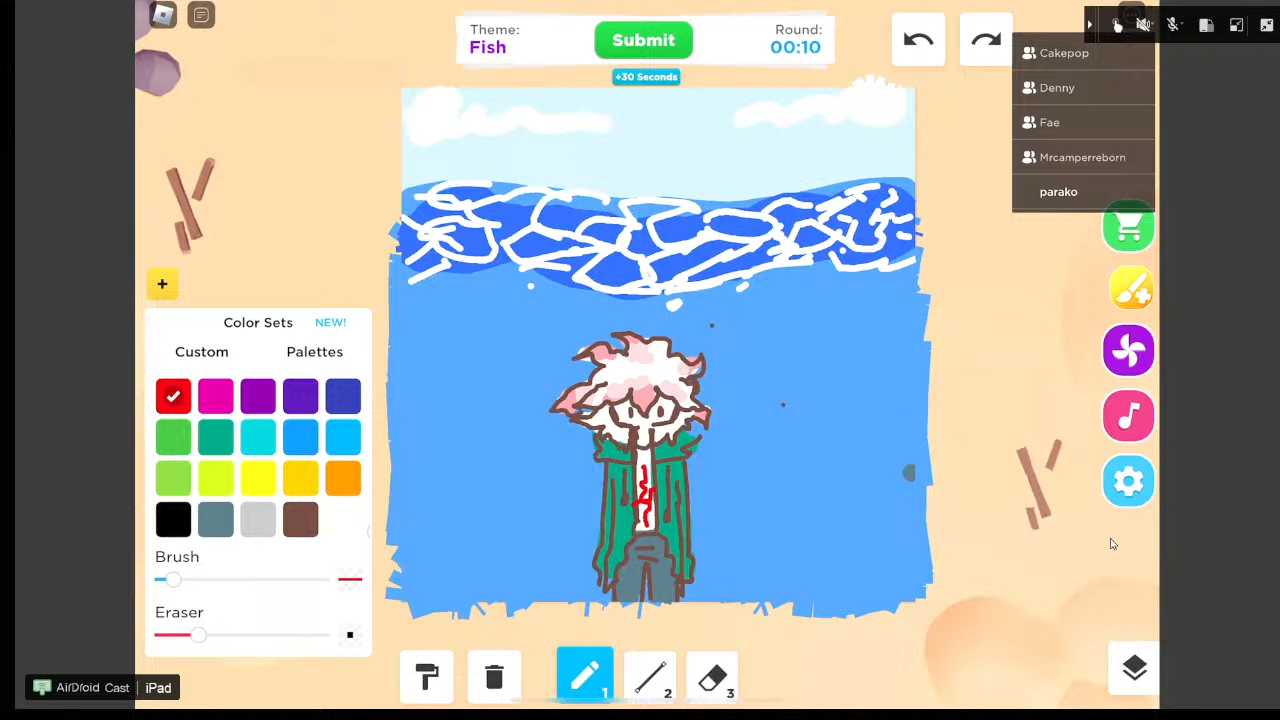 Theme:
Fish
Submit
Round:
00:10
+30 Seconds
Cakepop
Denny
Fae
Mrcamperreborn
parako
+
Color Sets NEW!
Custom Palettes
Brush
Eraser
1
2
3
AirDroid Cast | iPad